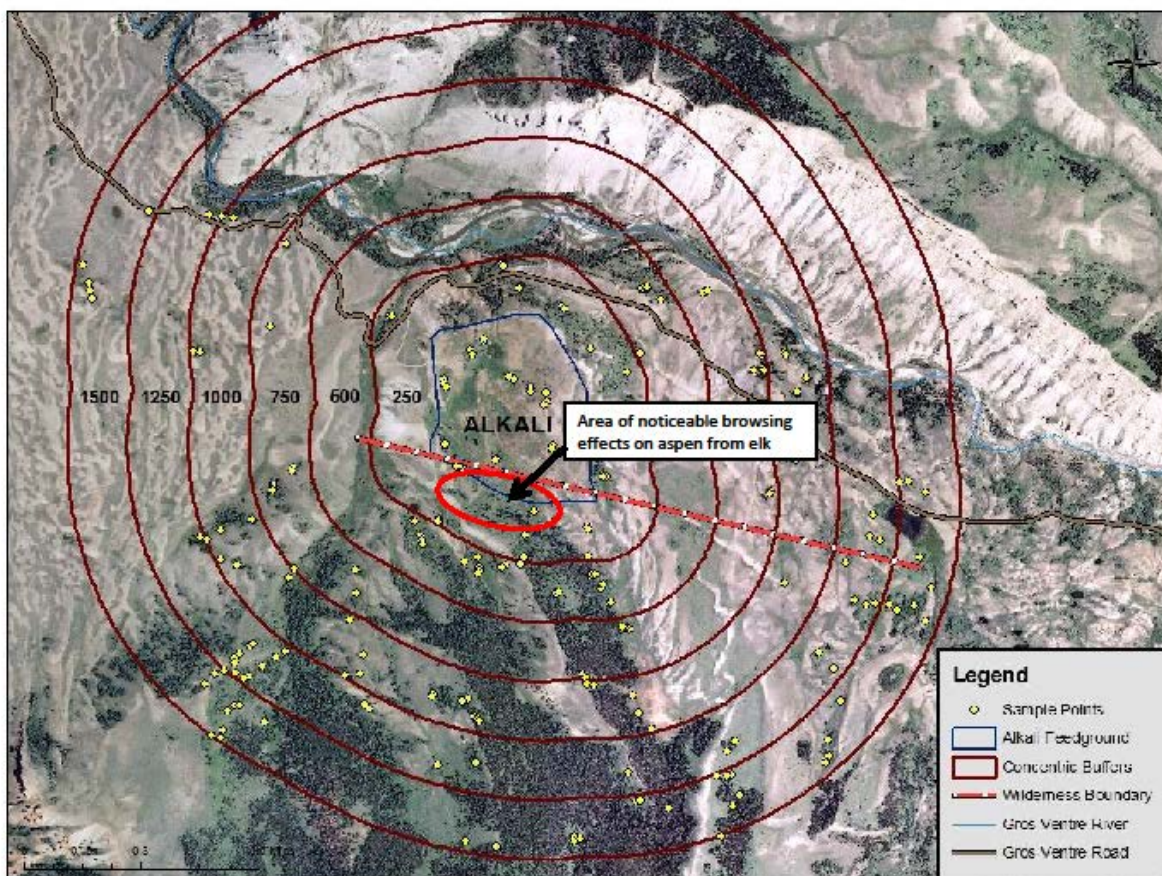 1500 1250 1000 750 600 250
ALKALI
Area of noticeable browsing
effects on aspen from elk
Legend
Sample Points
Alkali Feedground
Concentric Buffers
Wilderness Boundary
Gros Ventre River
Gros Ventre Road